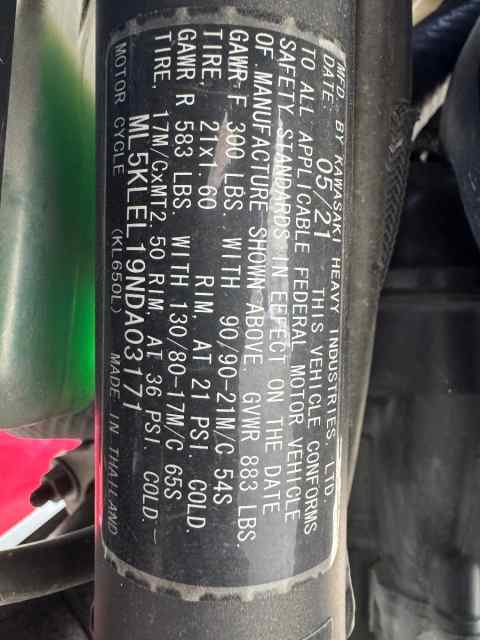 MFD. BY KAWASAKI HEAVY INDUSTRIES, LTD.
DATE: 05/21 THIS VEHICLE CONFORMS
TO ALL APPLICABLE FEDERAL MOTOR VEHICLE
SAFETY STANDARDS IN EFFECT ON THE DATE
OF MANUFACTURE SHOWN ABOVE. GVWR 883 LBS.
GAWR F 300 LBS. WITH 90/90-21M/C 54S
TIRE, 21x1.60 RIM, AT 21 PSI. COLD.
GAWR R 583 LBS. WITH 130/80-17M/C 65S
TIRE, 17M/CxMT2.50 RIM, AT 36 PSI. COLD.
ML5KLEL19NDA03171
MOTOR CYCLE (KL650L) MADE IN THAILAND